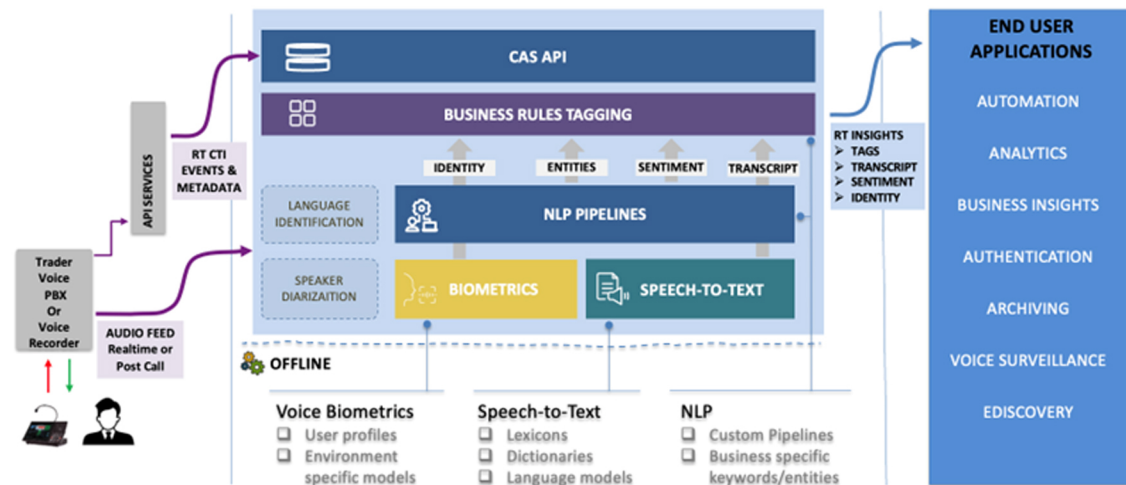 API SERVICES
RT CTI
EVENTS &
METADATA
Trader
Voice
PBX
Or
Voice
Recorder
AUDIO FEED
Realtime or
Post Call
CAS API
BUSINESS RULES TAGGING
IDENTITY
ENTITIES
SENTIMENT
TRANSCRIPT
LANGUAGE
IDENTIFICATION
NLP PIPELINES
SPEAKER
DIARIZAITION
BIOMETRICS
SPEECH-TO-TEXT
OFFLINE
Voice Biometrics
User profiles
Environment
specific models
Speech-to-Text
Lexicons
Dictionaries
Language models
NLP
Custom Pipelines
Business specific
keywords/entities
RT INSIGHTS
TAGS
TRANSCRIPT
SENTIMENT
IDENTITY
END USER
APPLICATIONS
AUTOMATION
ANALYTICS
BUSINESS INSIGHTS
AUTHENTICATION
ARCHIVING
VOICE SURVEILLANCE
EDISCOVERY